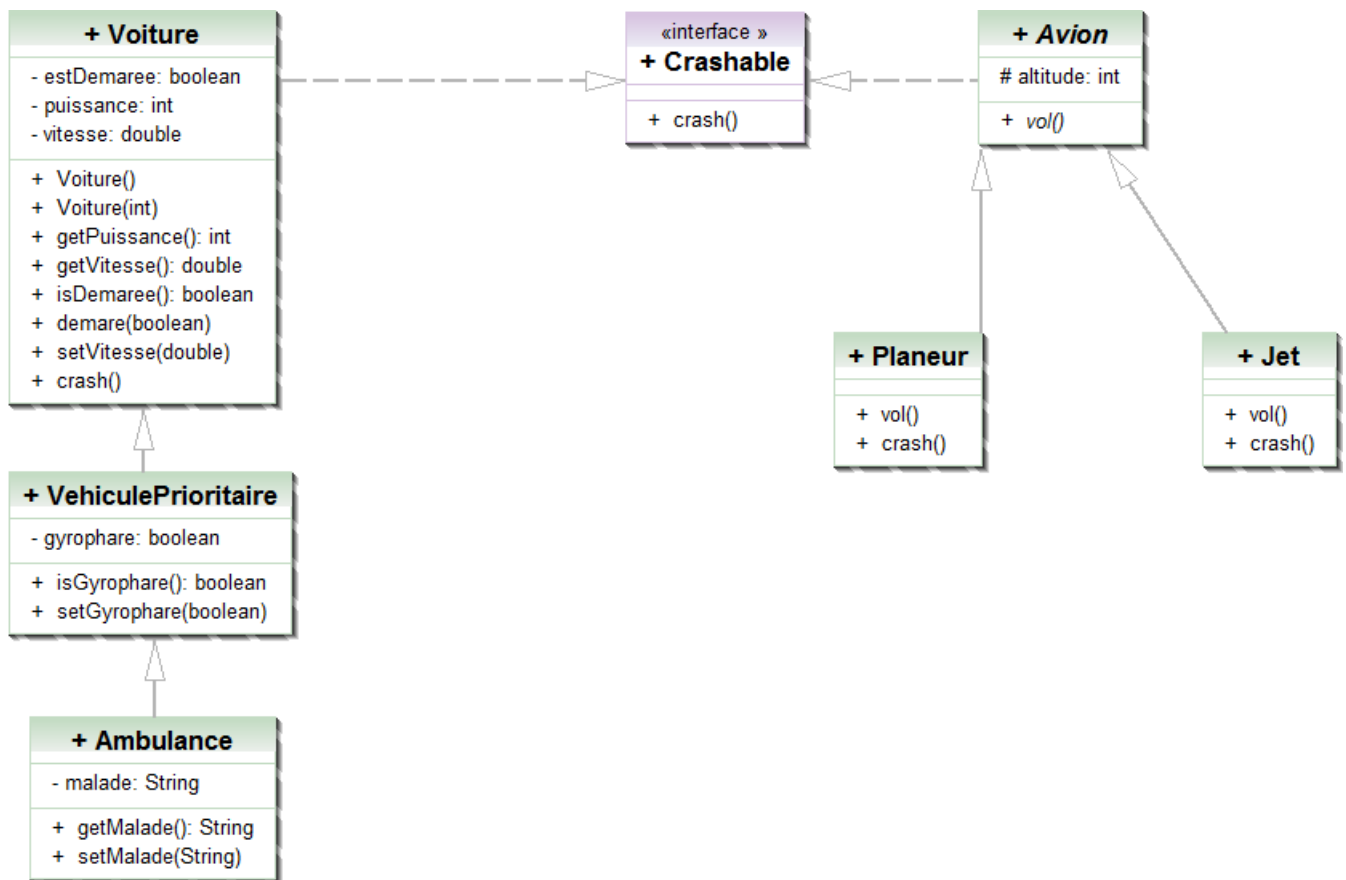 + Voiture
- estDemaree: boolean
- puissance: int
- vitesse: double
+ Voiture()
+ Voiture(int)
+ getPuissance(): int
+ getVitesse(): double
+ isDemaree(): boolean
+ demare(boolean)
+ setVitesse(double)
+ crash()
«interface »
+ Crashable
+ crash()
+ Avion
# altitude: int
+ vol()
+ Planeur
+ vol()
+ crash()
+ Jet
+ vol()
+ crash()
+ VehiculePrioritaire
- gyrophare: boolean
+ isGyrophare(): boolean
+ setGyrophare(boolean)
+ Ambulance
- malade: String
+ getMalade(): String
+ setMalade(String)